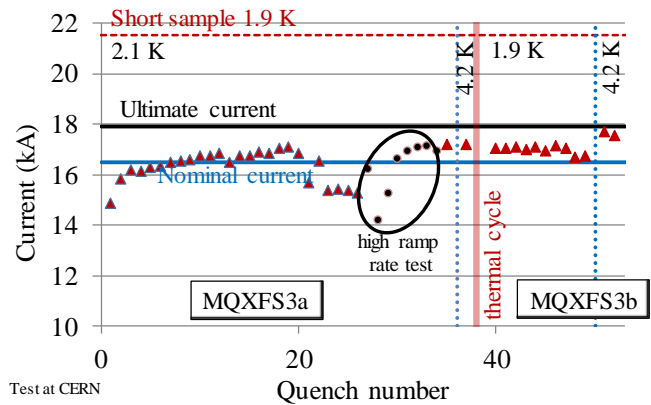 Short sample 1.9 K
2.1 K
4.2 K
1.9 K
4.2 K
Ultimate current
Nominal current
high ramp
rate test
thermal cycle
MQXFS3a
MQXFS3b
Current (kA)
22
20
18
16
14
12
10
0
20
40
Quench number
Test at CERN